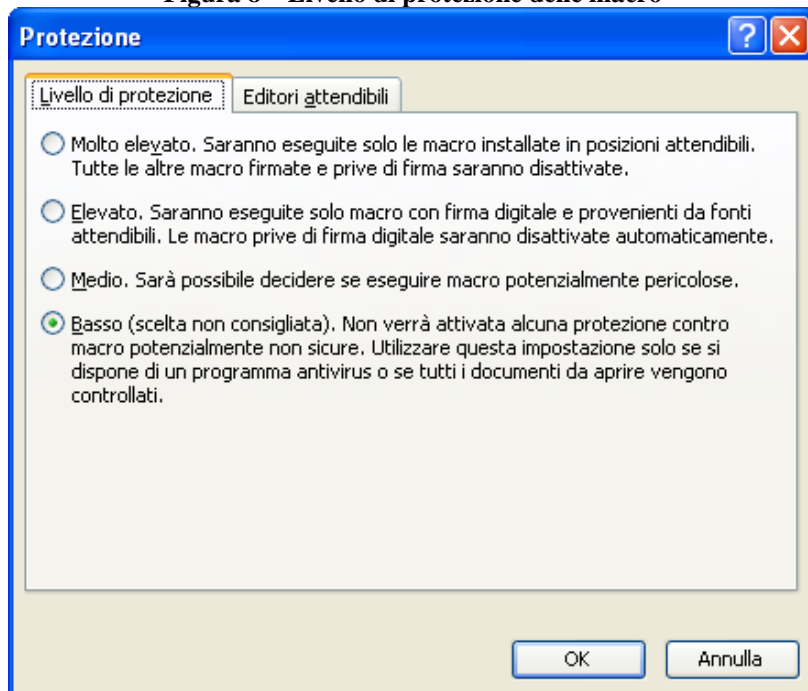 Figura – Livello di protezione delle macro
Protezione
Livello di protezione
Editori attendibili
Molto elevato. Saranno eseguite solo le macro installate in posizioni attendibili.
Tutte le altre macro firmate e prive di firma saranno disattivate.
Elevato. Saranno eseguite solo macro con firma digitale e provenienti da fonti
attendibili. Le macro prive di firma digitale saranno disattivate automaticamente.
Medio. Sarà possibile decidere se eseguire macro potenzialmente pericolose.
Basso (scelta non consigliata). Non verrà attivata alcuna protezione contro
macro potenzialmente non sicure. Utilizzare questa impostazione solo se si
dispone di un programma antivirus o se tutti i documenti da aprire vengono
controllati.
OK
Annulla